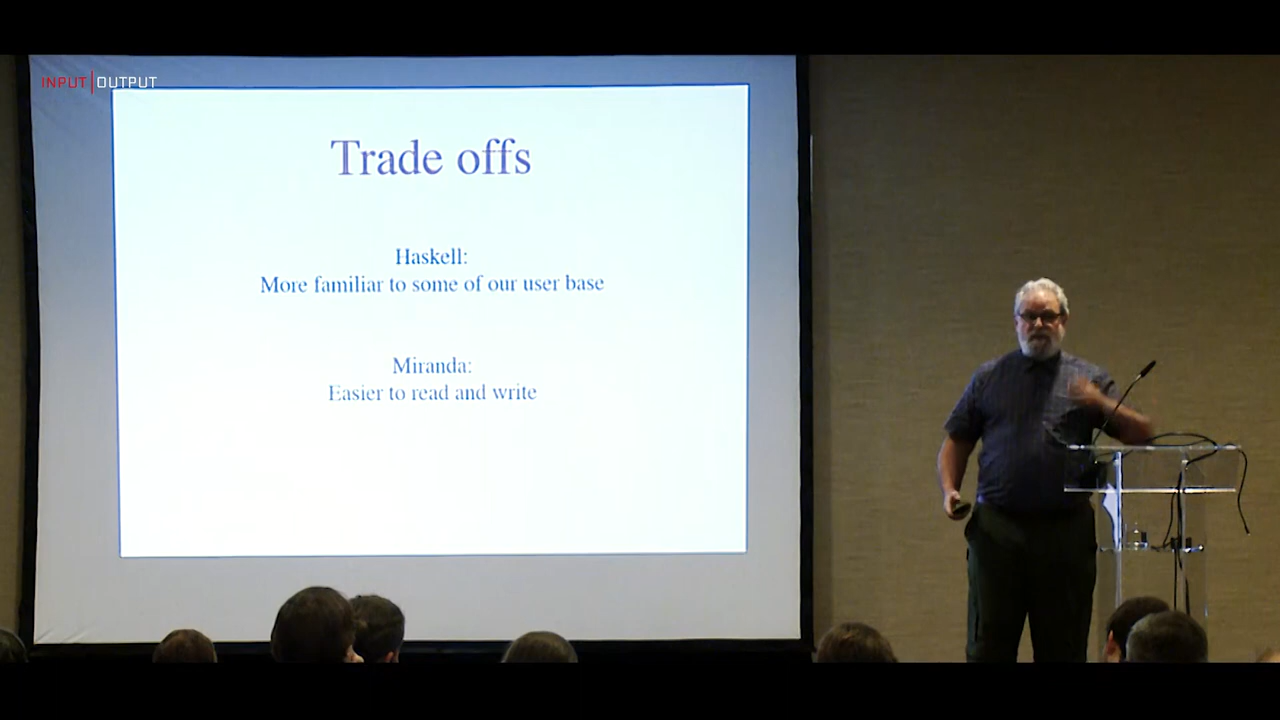 INPUT|OUTPUT
Trade offs
Haskell:
More familiar to some of our user base
Miranda:
Easier to read and write